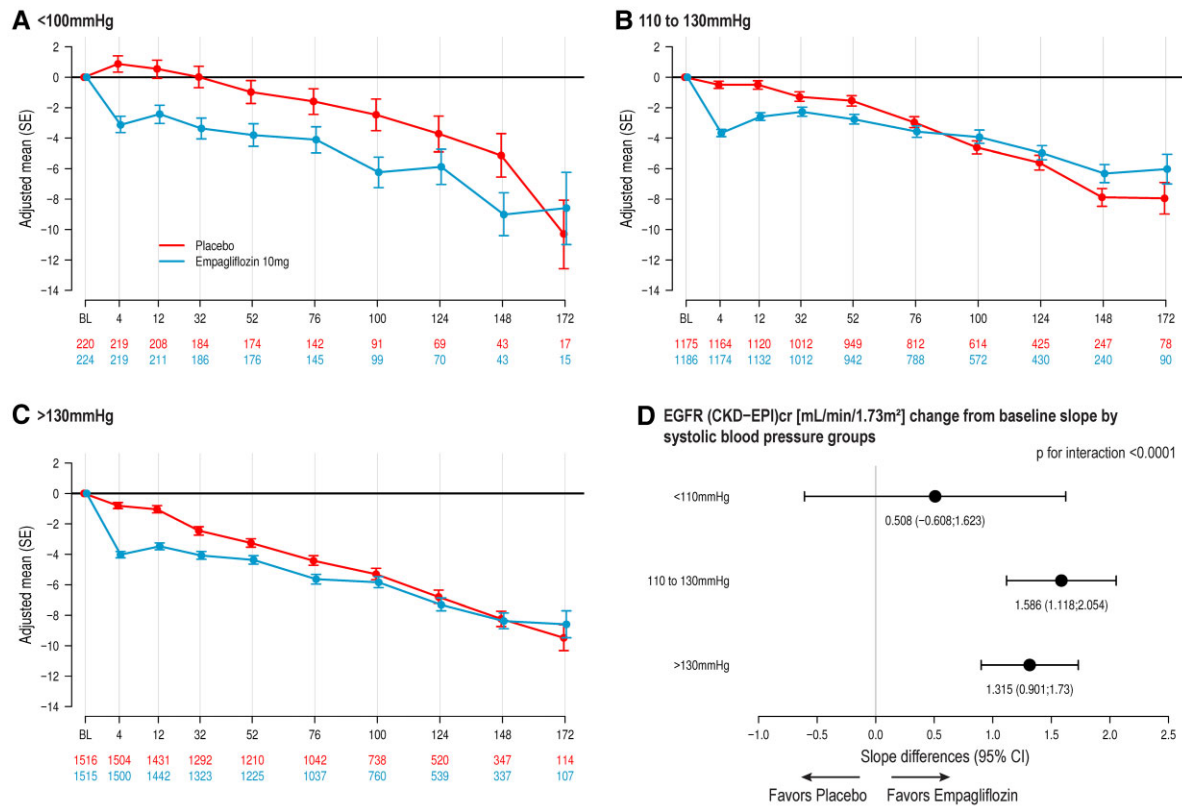 A <100mmHg
2
0
−2
−4
−6
−8
−10
−12
−14
Adjusted mean (SE)
Placebo
Empagliflozin 10mg
BL 4 12 32 52 76 100 124 148 172
220 219 208 184 174 142 91 69 43 17
224 219 211 186 176 145 99 70 43 15
B 110 to 130mmHg
2
0
−2
−4
−6
−8
−10
−12
−14
Adjusted mean (SE)
BL 4 12 32 52 76 100 124 148 172
1175 1164 1120 1012 949 812 614 425 247 78
1186 1174 1132 1012 942 788 572 430 240 90
C >130mmHg
2
0
−2
−4
−6
−8
−10
−12
−14
Adjusted mean (SE)
BL 4 12 32 52 76 100 124 148 172
1516 1504 1431 1292 1210 1042 738 520 347 114
1515 1500 1442 1323 1225 1037 760 539 337 107
D EGFR (CKD−EPI)cr [mL/min/1.73m²] change from baseline slope by
systolic blood pressure groups
p for interaction <0.0001
<110mmHg
0.508 (−0.608;1.623)
110 to 130mmHg
1.586 (1.118;2.054)
>130mmHg
1.315 (0.901;1.73)
−1.0 −0.5 0.0 0.5 1.0 1.5 2.0 2.5
Slope differences (95% CI)
Favors Placebo Favors Empagliflozin